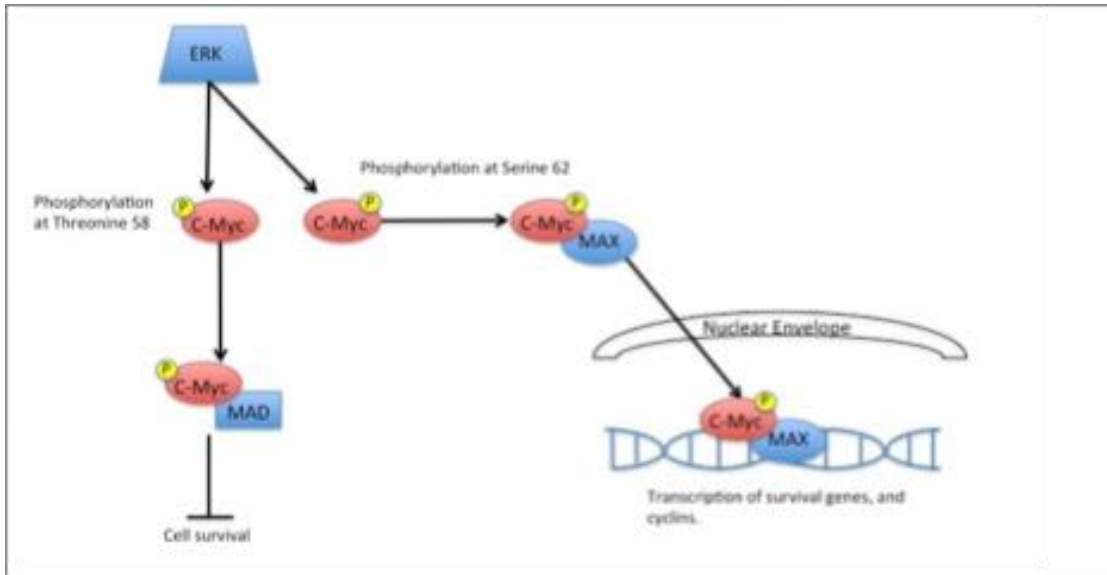 ERK
Phosphorylation at Serine 62
Phosphorylation
at Threonine 58
P
C-Myc
P
C-Myc
P
C-Myc
MAX
Nuclear Envelope
P
C-Myc
MAD
P
C-Myc
MAX
Transcription of survival genes, and
cyclins.
Cell survival